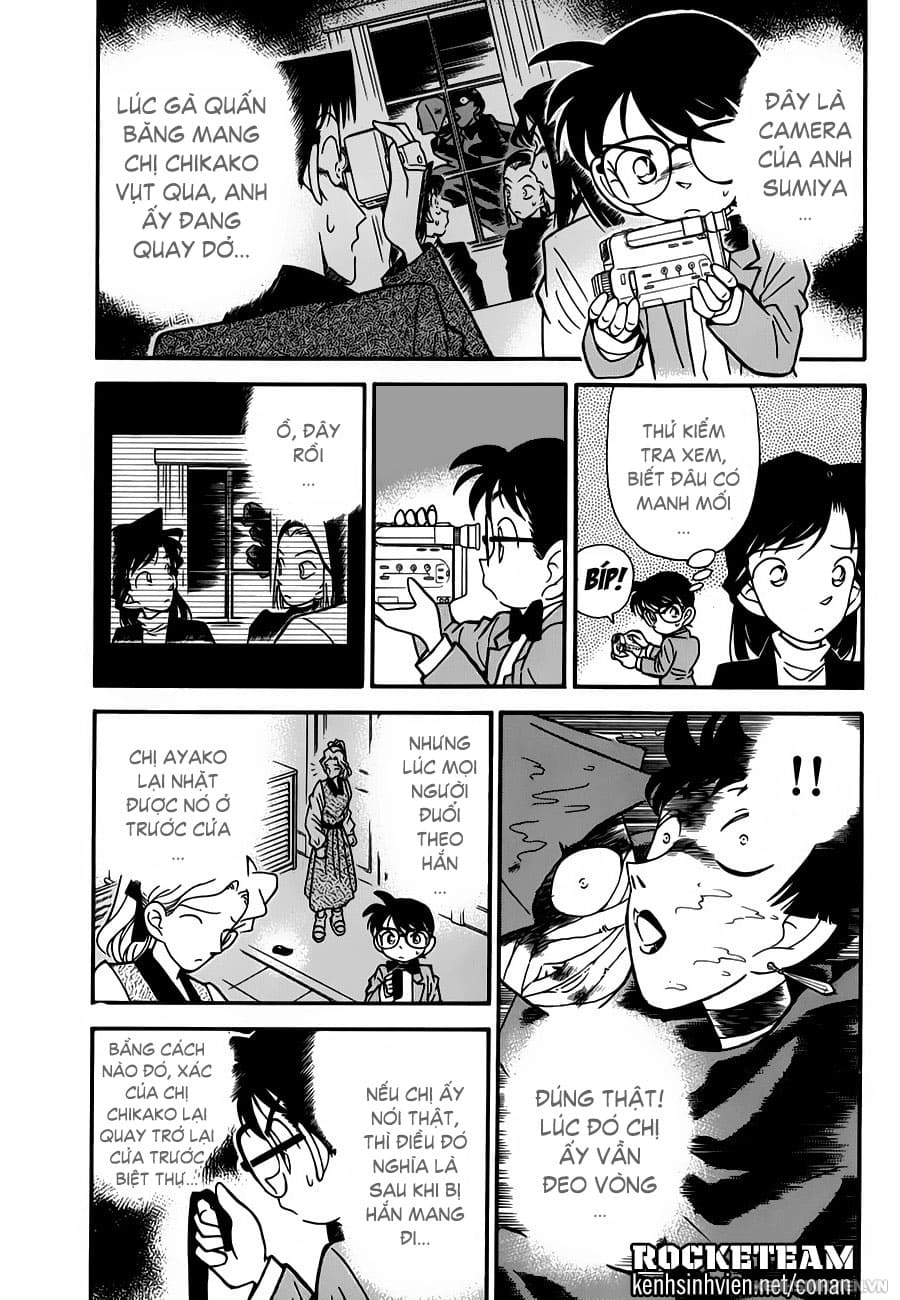 ĐÂY LÀ
CAMERA
CỦA ANH
SUMIYA
...
LÚC GÃ QUẤN
BĂNG MANG
CHỊ CHIKAKO
VỤT QUA, ANH
ẤY ĐANG
QUAY DỞ...
THỬ KIỂM
TRA XEM,
BIẾT ĐÂU CÓ
MANH MỐI
...
BÍP!
Ồ, ĐÂY
RỒI
...
!!
ĐÚNG THẬT!
LÚC ĐÓ CHỊ
ẤY VẪN
ĐEO VÒNG
...
NHƯNG
LÚC MỌI
NGƯỜI
ĐUỔI
THEO
HẮN
...
CHỊ AYAKO
LẠI NHẶT
ĐƯỢC NÓ Ở
TRƯỚC CỬA
...
NẾU CHỊ ẤY
NÓI THẬT,
THÌ ĐIỀU ĐÓ
NGHĨA LÀ
SAU KHI BỊ
HẮN MANG
ĐI...
BẰNG CÁCH
NÀO ĐÓ, XÁC
CỦA CHỊ
CHIKAKO LẠI
QUAY TRỞ LẠI
CỬA TRƯỚC
BIỆT THỰ...
ROCKETEAM
kenhsinhvien.net/conan